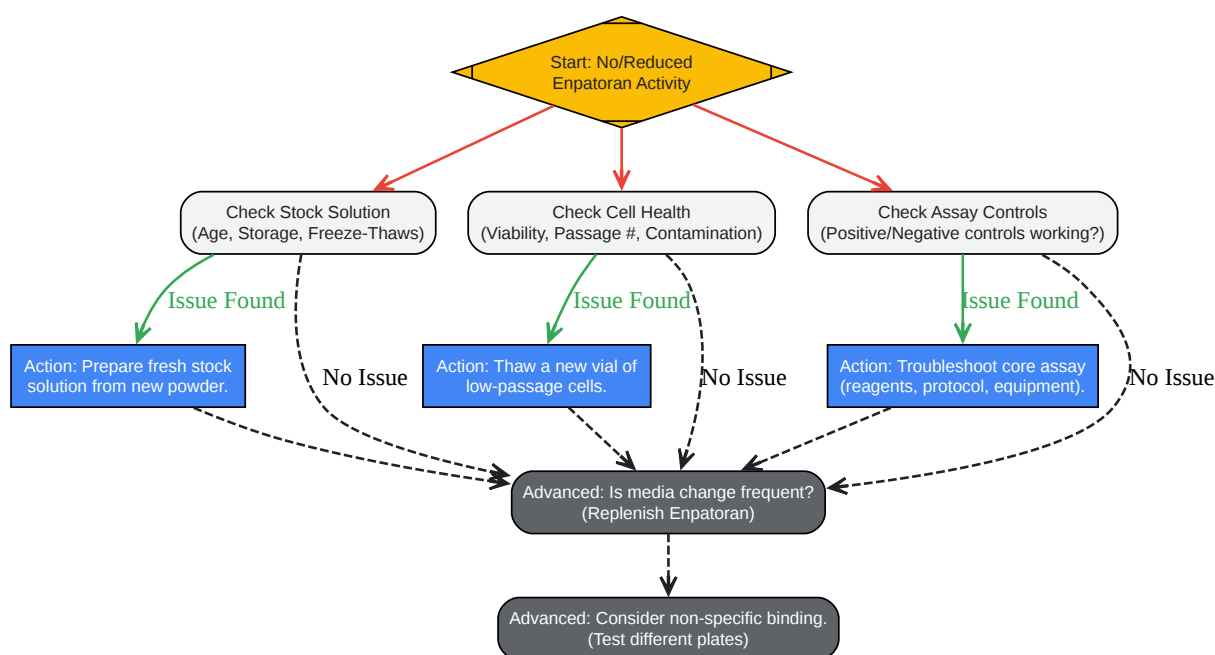 Start: No/Reduced
Enpatoran Activity
Check Stock Solution
(Age, Storage, Freeze-Thaws)
Check Cell Health
(Viability, Passage #, Contamination)
Check Assay Controls
(Positive/Negative controls working?)
Issue Found
Issue Found
Issue Found
Action: Prepare fresh stock
solution from new powder.
No Issue
Action: Thaw a new vial of
low-passage cells.
No Issue
Action: Troubleshoot core assay
(reagents, protocol, equipment).
No Issue
Advanced: Is media change frequent?
(Replenish Enpatoran)
Advanced: Consider non-specific binding.
(Test different plates)